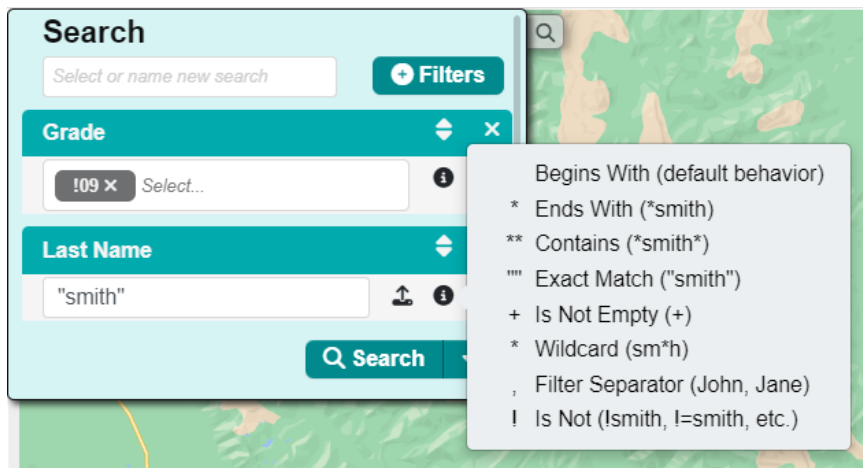 Search
Select or name new search
Filters
Grade
!09 × Select...
Last Name
"smith"
Search
Begins With (default behavior)
* Ends With (*smith)
** Contains (*smith*)
"" Exact Match ("smith")
+ Is Not Empty (+)
* Wildcard (sm*h)
, Filter Separator (John, Jane)
! Is Not (!smith, !=smith, etc.)